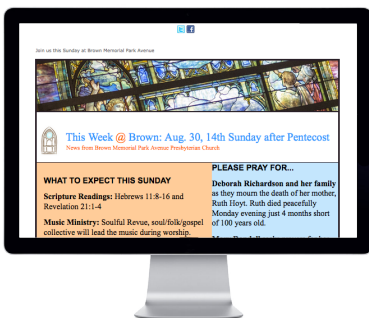 Join us this Sunday at Brown Memorial Park Avenue
This Week @ Brown: Aug. 30, 14th Sunday after Pentecost
News from Brown Memorial Park Avenue Presbyterian Church
WHAT TO EXPECT THIS SUNDAY
Scripture Readings: Hebrews 11:8-16 and
Revelation 21:1-4
Music Ministry: Soulful Revue, soul/folk/gospel
collective will lead the music during worship.
PLEASE PRAY FOR...
Deborah Richardson and her family
as they mourn the death of her mother,
Ruth Hoyt. Ruth died peacefully
Monday evening just 4 months short
of 100 years old.